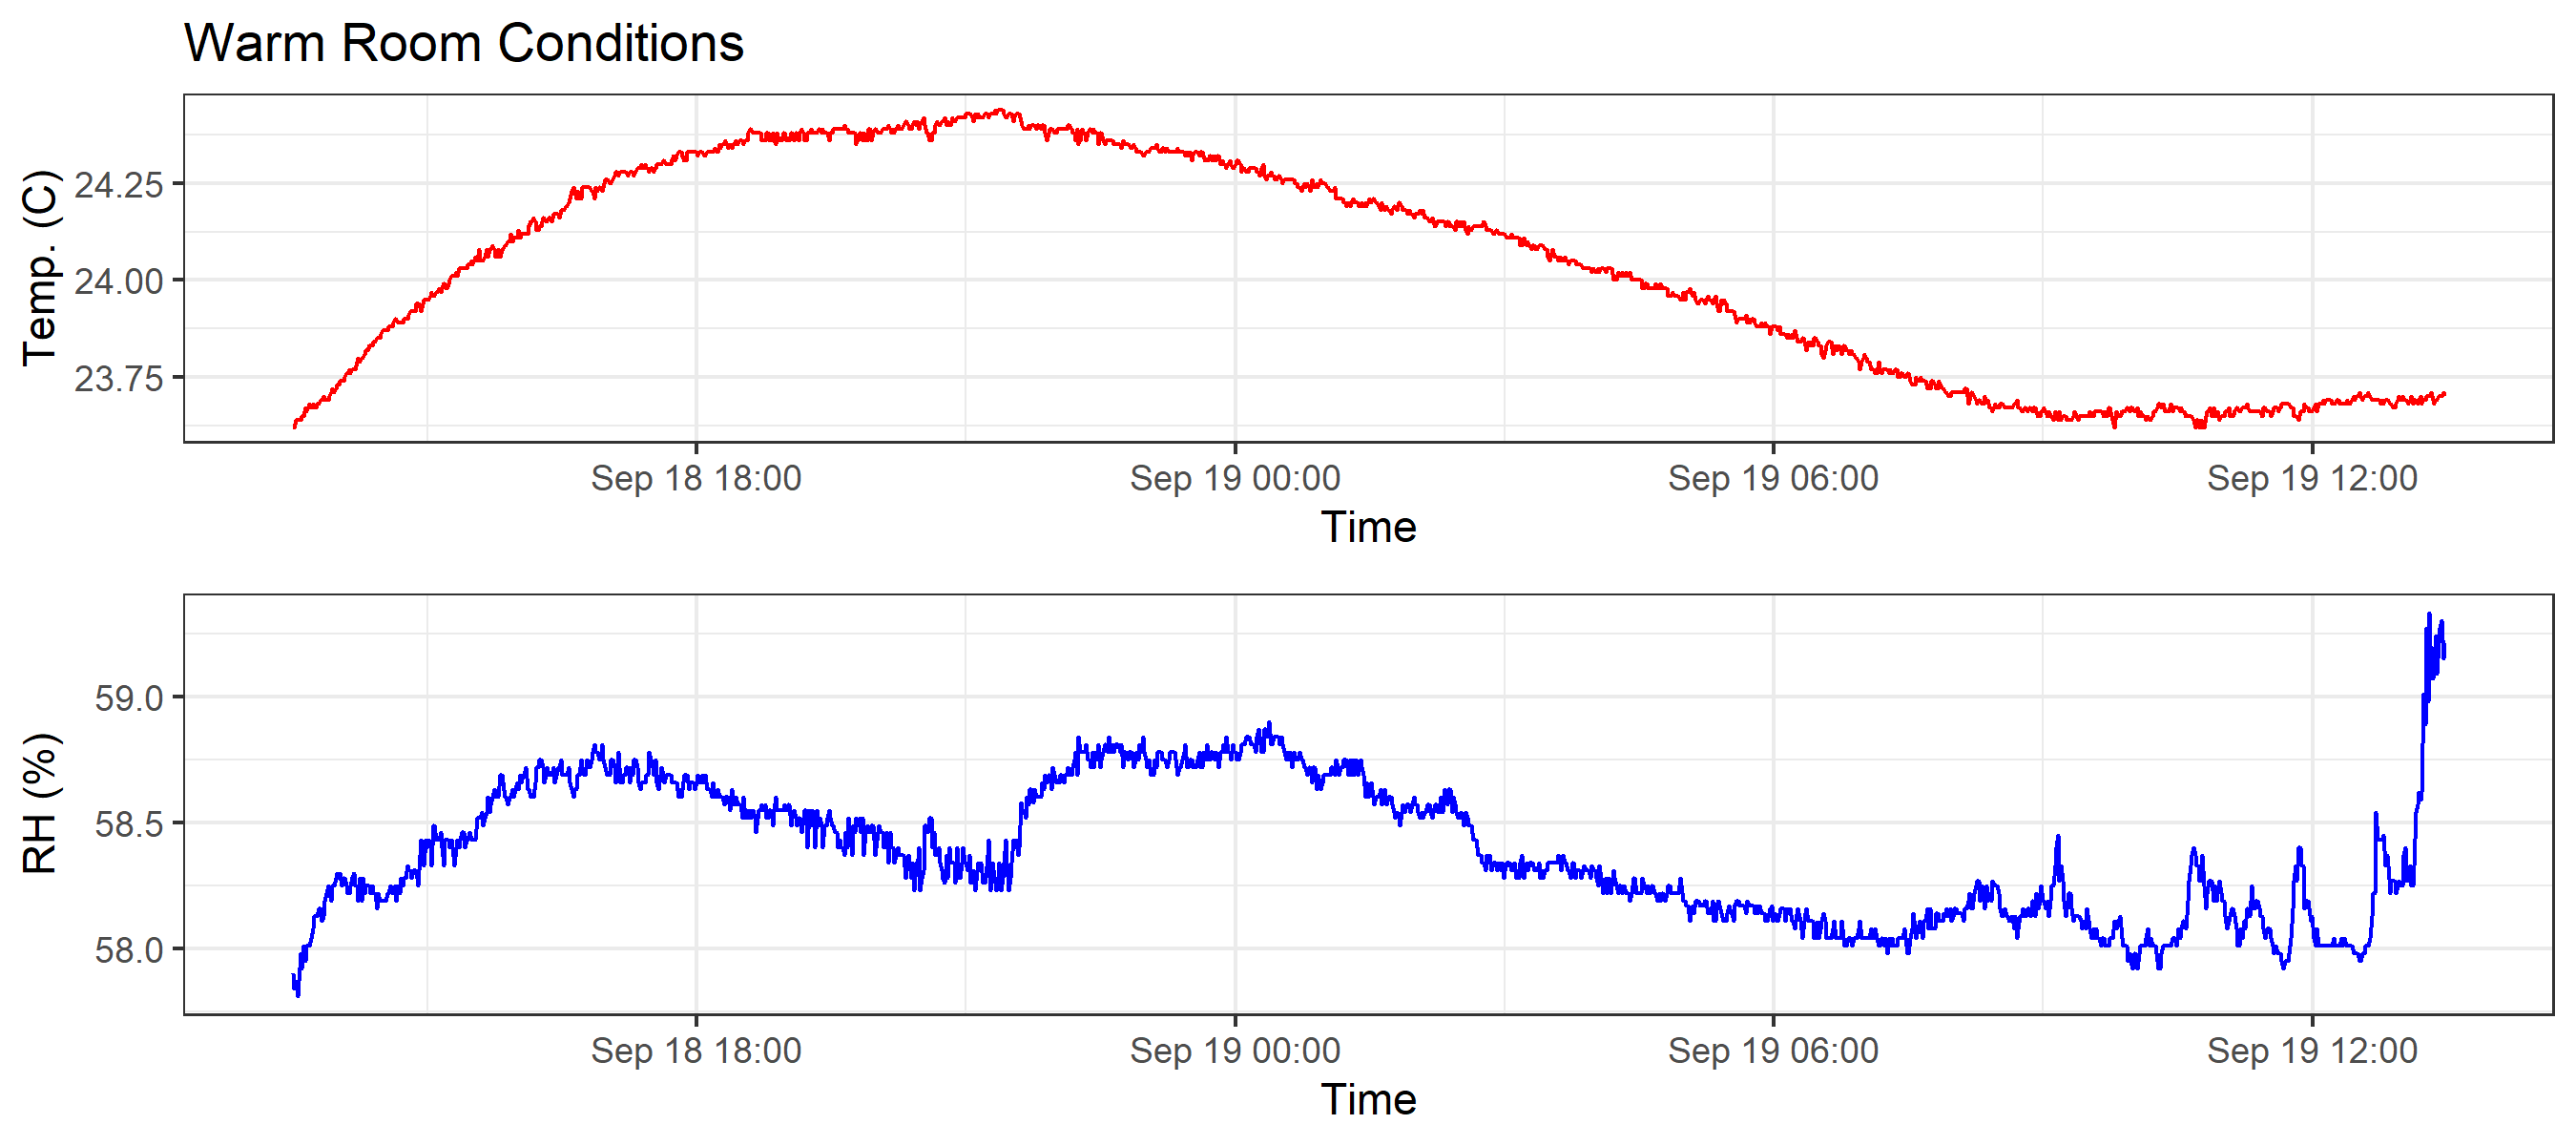 Warm Room Conditions
Temp. (C)
24.25
24.00
23.75
Sep 18 18:00 Sep 19 00:00 Sep 19 06:00 Sep 19 12:00
Time
RH (%)
59.0
58.5
58.0
Sep 18 18:00 Sep 19 00:00 Sep 19 06:00 Sep 19 12:00
Time